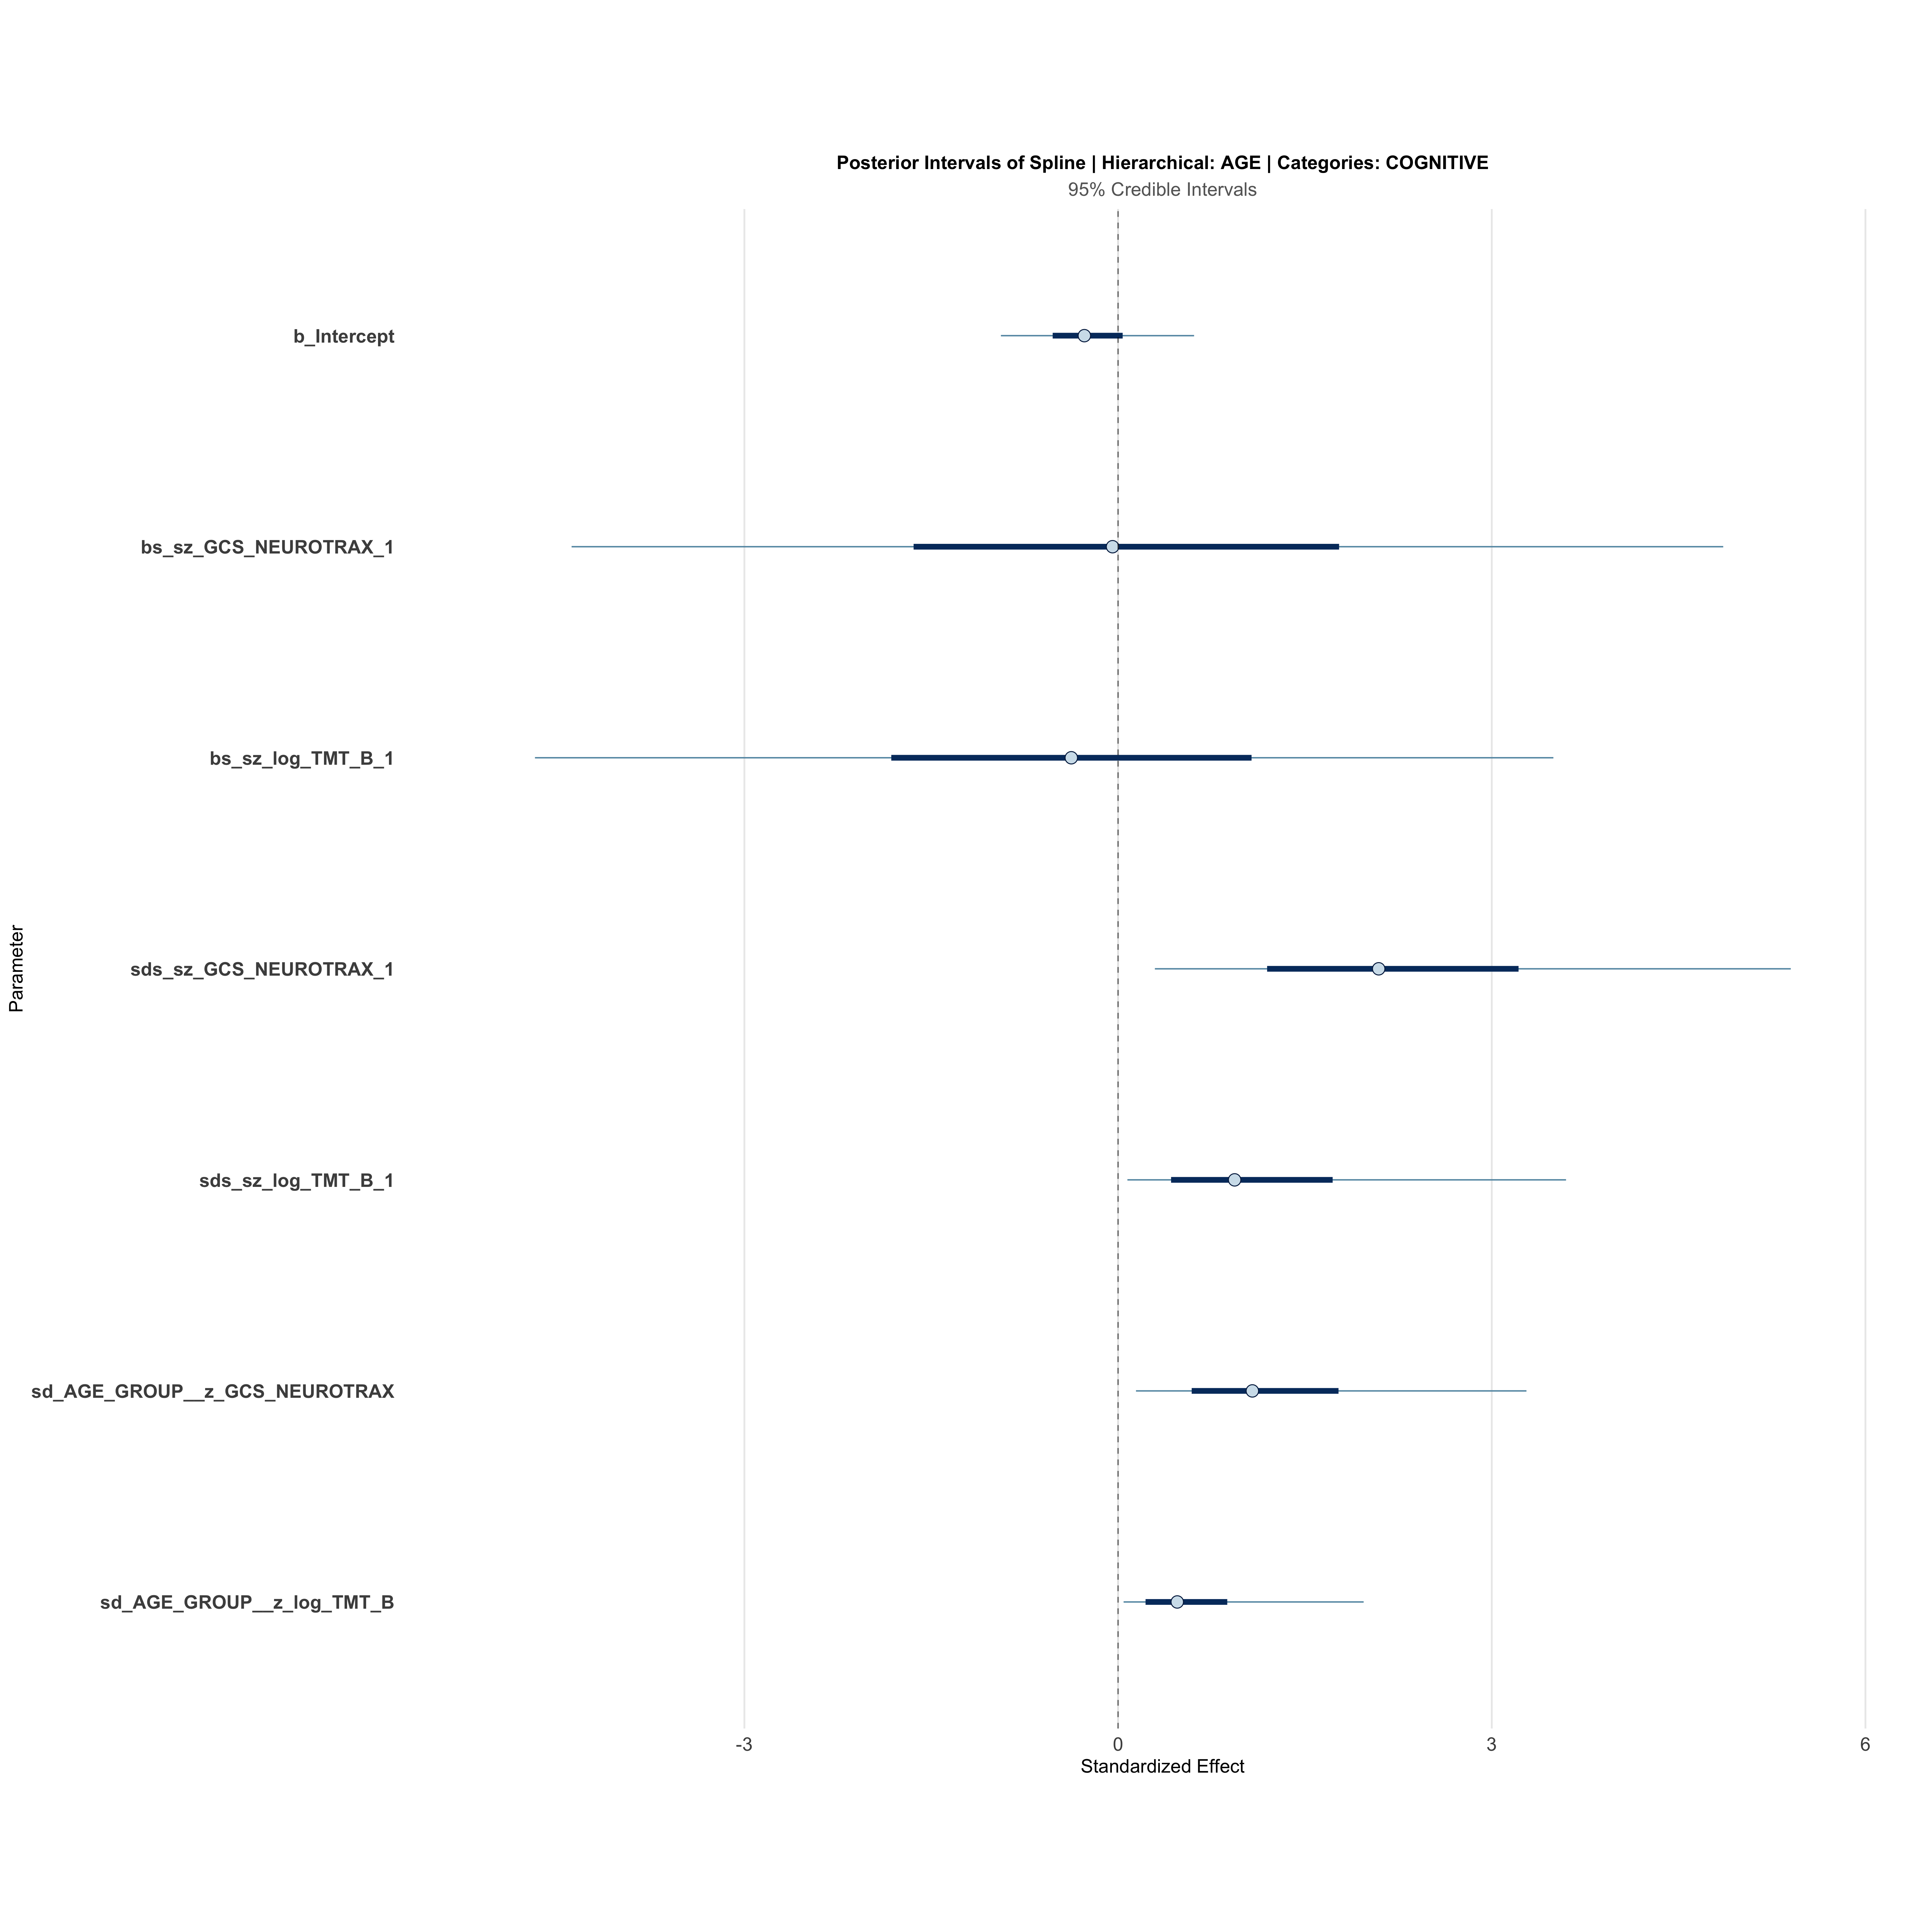 Posterior Intervals of Spline | Hierarchical: AGE | Categories: COGNITIVE
95% Credible Intervals
b_Intercept
bs_sz_GCS_NEUROTRAX_1
bs_sz_log_TMT_B_1
sds_sz_GCS_NEUROTRAX_1
Parameter
sds_sz_log_TMT_B_1
sd_AGE_GROUP__z_GCS_NEUROTRAX
sd_AGE_GROUP__z_log_TMT_B
-3 0 3 6
Standardized Effect